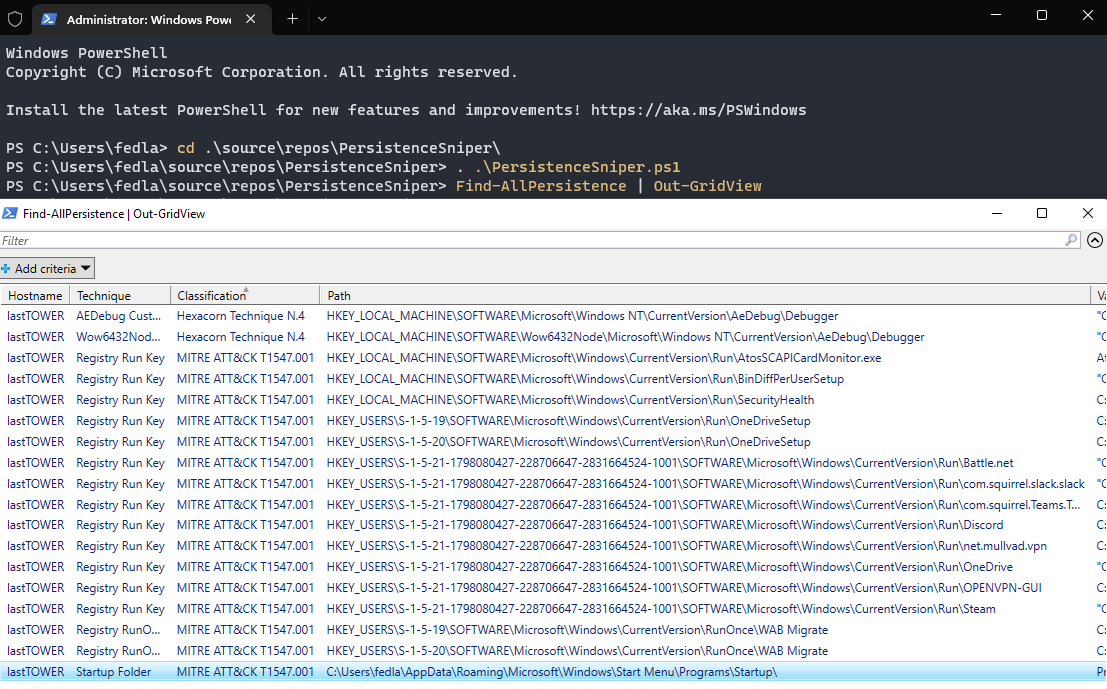 Administrator: Windows Pow
Windows PowerShell
Copyright (C) Microsoft Corporation. All rights reserved.
Install the latest PowerShell for new features and improvements! https://aka.ms/PSWindows
PS C:\Users\fedla> cd .\source\repos\PersistenceSniper\
PS C:\Users\fedla\source\repos\PersistenceSniper> . .\PersistenceSniper.ps1
PS C:\Users\fedla\source\repos\PersistenceSniper> Find-AllPersistence | Out-GridView
Find-AllPersistence | Out-GridView
Filter
Add criteria
Hostname Technique Classification Path Va
lastTOWER AEDebug Cust... Hexacorn Technique N.4 HKEY_LOCAL_MACHINE\SOFTWARE\Microsoft\Windows NT\CurrentVersion\AeDebug\Debugger "C
lastTOWER Wow6432Nod... Hexacorn Technique N.4 HKEY_LOCAL_MACHINE\SOFTWARE\Wow6432Node\Microsoft\Windows NT\CurrentVersion\AeDebug\Debugger "C
lastTOWER Registry Run Key MITRE ATT&CK T1547.001 HKEY_LOCAL_MACHINE\SOFTWARE\Microsoft\Windows\CurrentVersion\Run\AtosSCAPICardMonitor.exe At
lastTOWER Registry Run Key MITRE ATT&CK T1547.001 HKEY_LOCAL_MACHINE\SOFTWARE\Microsoft\Windows\CurrentVersion\Run\BinDiffPerUserSetup "C
lastTOWER Registry Run Key MITRE ATT&CK T1547.001 HKEY_LOCAL_MACHINE\SOFTWARE\Microsoft\Windows\CurrentVersion\Run\SecurityHealth C:
lastTOWER Registry Run Key MITRE ATT&CK T1547.001 HKEY_USERS\S-1-5-19\SOFTWARE\Microsoft\Windows\CurrentVersion\Run\OneDriveSetup C:
lastTOWER Registry Run Key MITRE ATT&CK T1547.001 HKEY_USERS\S-1-5-20\SOFTWARE\Microsoft\Windows\CurrentVersion\Run\OneDriveSetup C:
lastTOWER Registry Run Key MITRE ATT&CK T1547.001 HKEY_USERS\S-1-5-21-1798080427-228706647-2831664524-1001\SOFTWARE\Microsoft\Windows\CurrentVersion\Run\Battle.net "C
lastTOWER Registry Run Key MITRE ATT&CK T1547.001 HKEY_USERS\S-1-5-21-1798080427-228706647-2831664524-1001\SOFTWARE\Microsoft\Windows\CurrentVersion\Run\com.squirrel.slack.slack "C
lastTOWER Registry Run Key MITRE ATT&CK T1547.001 HKEY_USERS\S-1-5-21-1798080427-228706647-2831664524-1001\SOFTWARE\Microsoft\Windows\CurrentVersion\Run\com.squirrel.Teams.T... C:
lastTOWER Registry Run Key MITRE ATT&CK T1547.001 HKEY_USERS\S-1-5-21-1798080427-228706647-2831664524-1001\SOFTWARE\Microsoft\Windows\CurrentVersion\Run\Discord C:
lastTOWER Registry Run Key MITRE ATT&CK T1547.001 HKEY_USERS\S-1-5-21-1798080427-228706647-2831664524-1001\SOFTWARE\Microsoft\Windows\CurrentVersion\Run\net.mullvad.vpn C:
lastTOWER Registry Run Key MITRE ATT&CK T1547.001 HKEY_USERS\S-1-5-21-1798080427-228706647-2831664524-1001\SOFTWARE\Microsoft\Windows\CurrentVersion\Run\OneDrive "C
lastTOWER Registry Run Key MITRE ATT&CK T1547.001 HKEY_USERS\S-1-5-21-1798080427-228706647-2831664524-1001\SOFTWARE\Microsoft\Windows\CurrentVersion\Run\OPENVPN-GUI C:
lastTOWER Registry Run Key MITRE ATT&CK T1547.001 HKEY_USERS\S-1-5-21-1798080427-228706647-2831664524-1001\SOFTWARE\Microsoft\Windows\CurrentVersion\Run\Steam "C
lastTOWER Registry RunO... MITRE ATT&CK T1547.001 HKEY_USERS\S-1-5-19\SOFTWARE\Microsoft\Windows\CurrentVersion\RunOnce\WAB Migrate C:
lastTOWER Registry RunO... MITRE ATT&CK T1547.001 HKEY_USERS\S-1-5-20\SOFTWARE\Microsoft\Windows\CurrentVersion\RunOnce\WAB Migrate C:
lastTOWER Startup Folder MITRE ATT&CK T1547.001 C:\Users\fedla\AppData\Roaming\Microsoft\Windows\Start Menu\Programs\Startup\ Pr